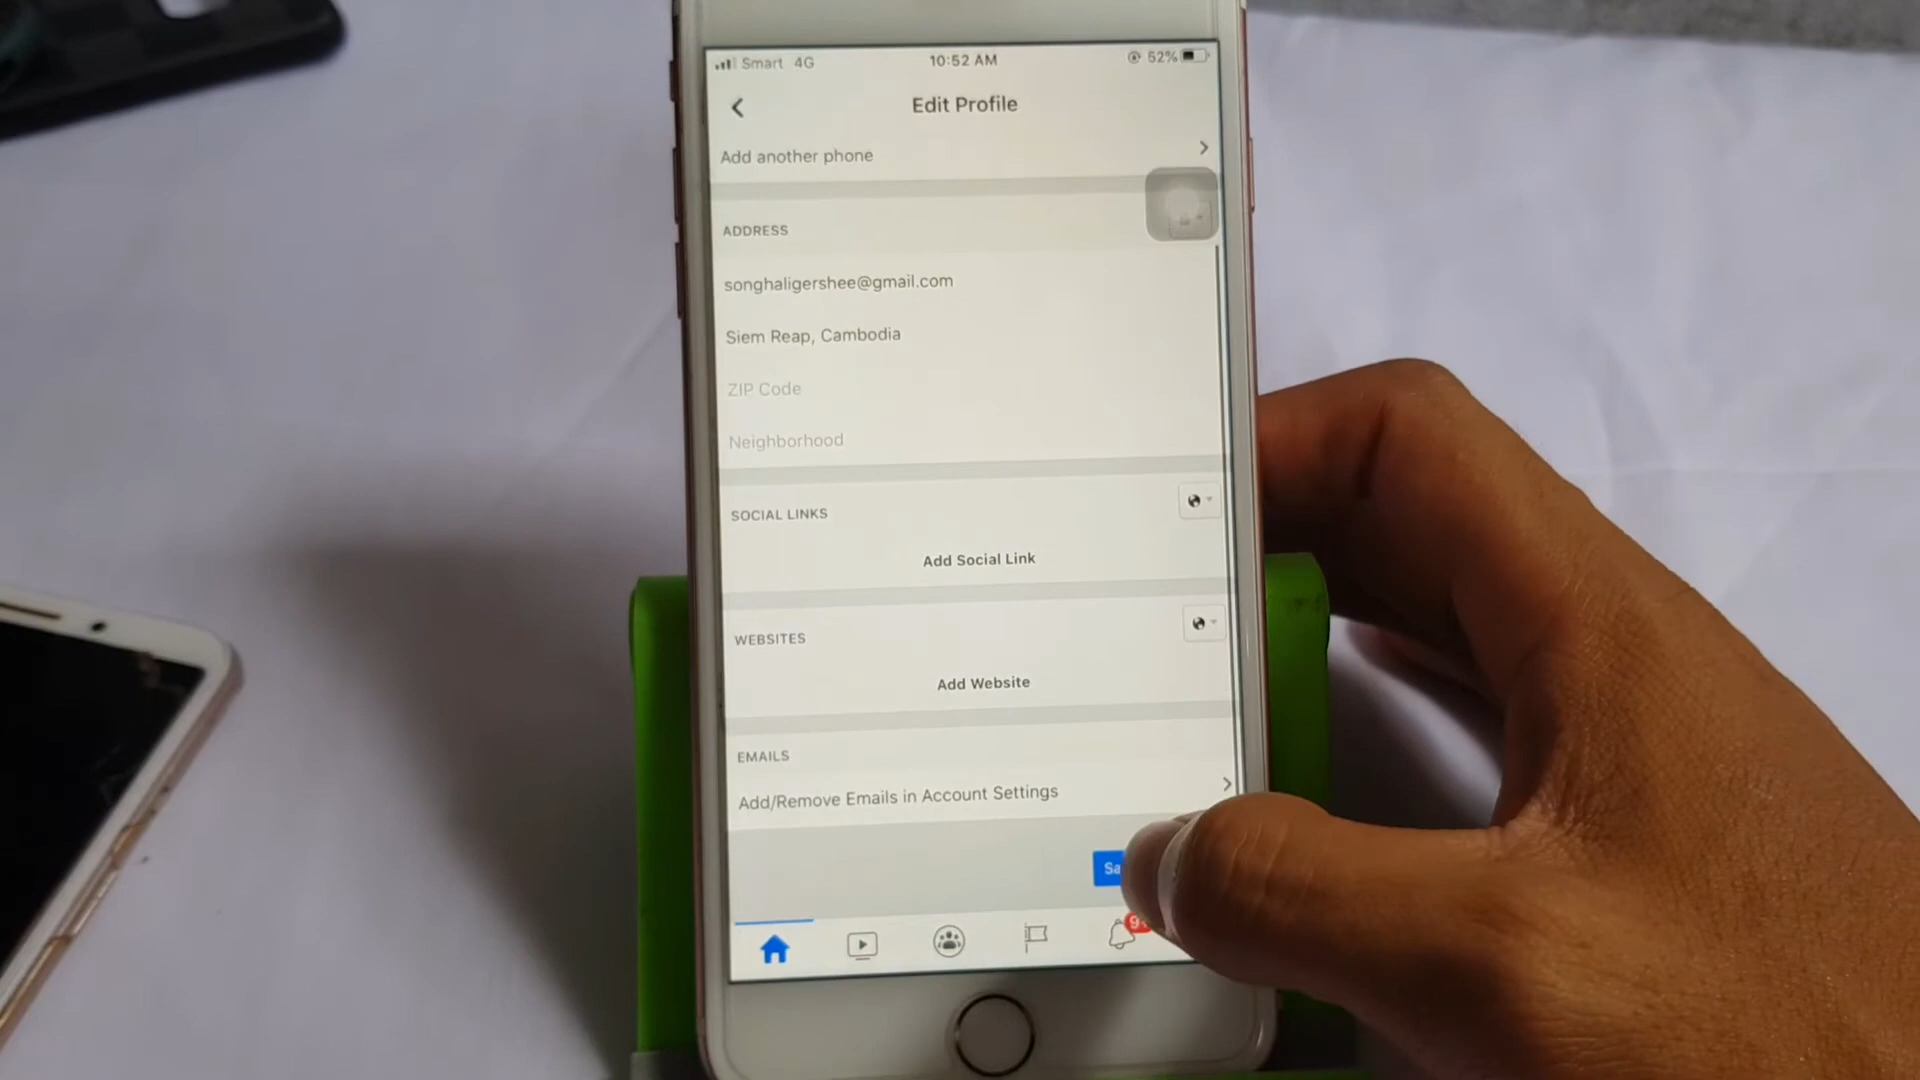 Smart 4G 10:52 AM 52%
Edit Profile
Add another phone
ADDRESS
songhaligershee@gmail.com
Siem Reap, Cambodia
ZIP Code
Neighborhood
SOCIAL LINKS
Add Social Link
WEBSITES
Add Website
EMAILS
Add/Remove Emails in Account Settings
Sa
9